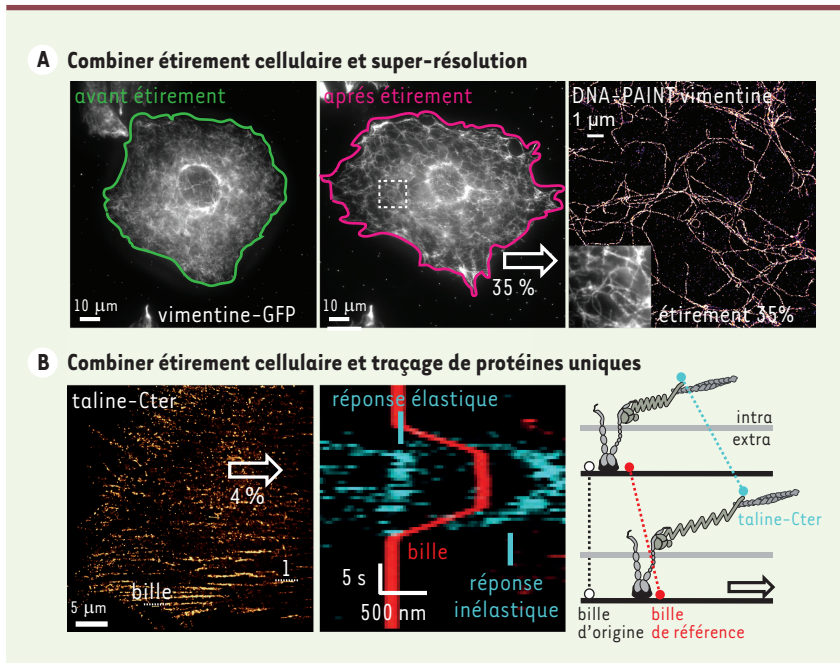 A Combiner étirement cellulaire et super-résolution
avant étirement
10 µm
vimentine-GFP
après étirement
35 %
10 µm
DNA-PAINT vimentine
1 µm
étirement 35%
B Combiner étirement cellulaire et traçage de protéines uniques
taline-Cter
4 %
1
bille
5 µm
réponse élastique
bille
5 s
500 nm
réponse
inélastique
intra
extra
taline-Cter
bille
d'origine
bille
de référence